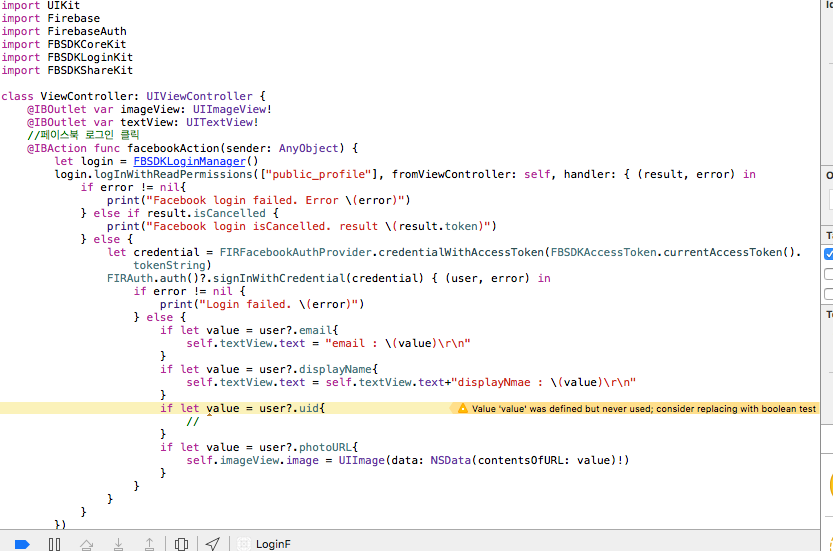 import UIKit
import Firebase
import FirebaseAuth
import FBSDKCoreKit
import FBSDKLoginKit
import FBSDKShareKit
class ViewController: UIViewController {
@IBOutlet var imageView: UIImageView!
@IBOutlet var textView: UITextView!
//페이스북 로그인 클릭
@IBAction func facebookAction(sender: AnyObject) {
let login = FBSDKLoginManager()
login.logInWithReadPermissions(["public_profile"], fromViewController: self, handler: { (result, error) in
if error != nil{
print("Facebook login failed. Error \(error)")
} else if result.isCancelled {
print("Facebook login isCancelled. result \(result.token)")
} else {
let credential = FIRFacebookAuthProvider.credentialWithAccessToken(FBSDKAccessToken.currentAccessToken().
tokenString)
FIRAuth.auth()?.signInWithCredential(credential) { (user, error) in
if error != nil {
print("Login failed. \(error)")
} else {
if let value = user?.email{
self.textView.text = "email : \(value)\r\n"
}
if let value = user?.displayName{
self.textView.text = self.textView.text+"displayNmae : \(value)\r\n"
}
if let value = user?.uid{ Value 'value' was defined but never used; consider replacing with boolean test
//
}
if let value = user?.photoURL{
self.imageView.image = UIImage(data: NSData(contentsOfURL: value)!)
}
}
}
}
})
LoginF